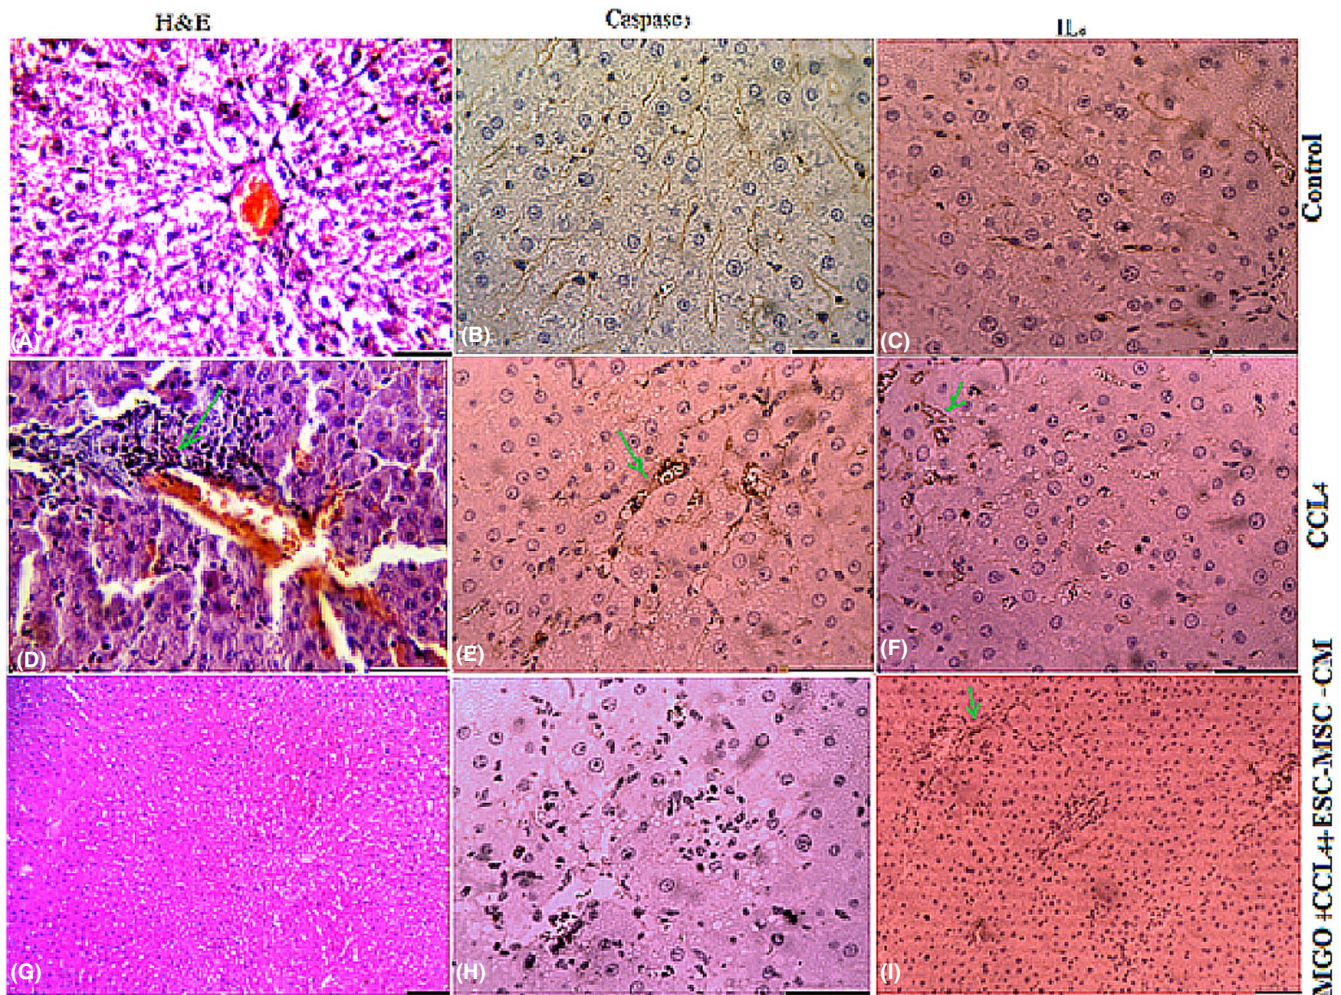 H&E
Caspase3
IL6
Control
(A)
(B)
(C)
CCL4
(D)
(E)
(F)
MGO +CCL4+ESC-MSC -CM
(G)
(H)
(I)